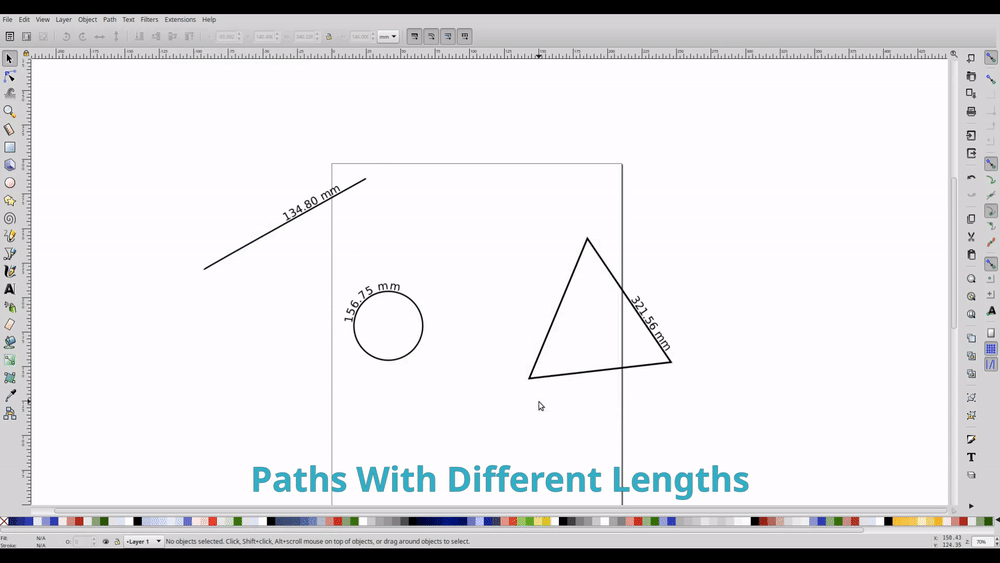 File Edit View Layer Object Path Text Filters Extensions Help
mm
134.80 mm
156.75 mm
321.56 mm
Paths With Different Lengths
Fill: N/A
Stroke: N/A
O:
Layer 1
No objects selected. Click, Shift+click, Alt+scroll mouse on top of objects, or drag around objects to select.
X: 150.43
Y: 124.35
Z: 70%